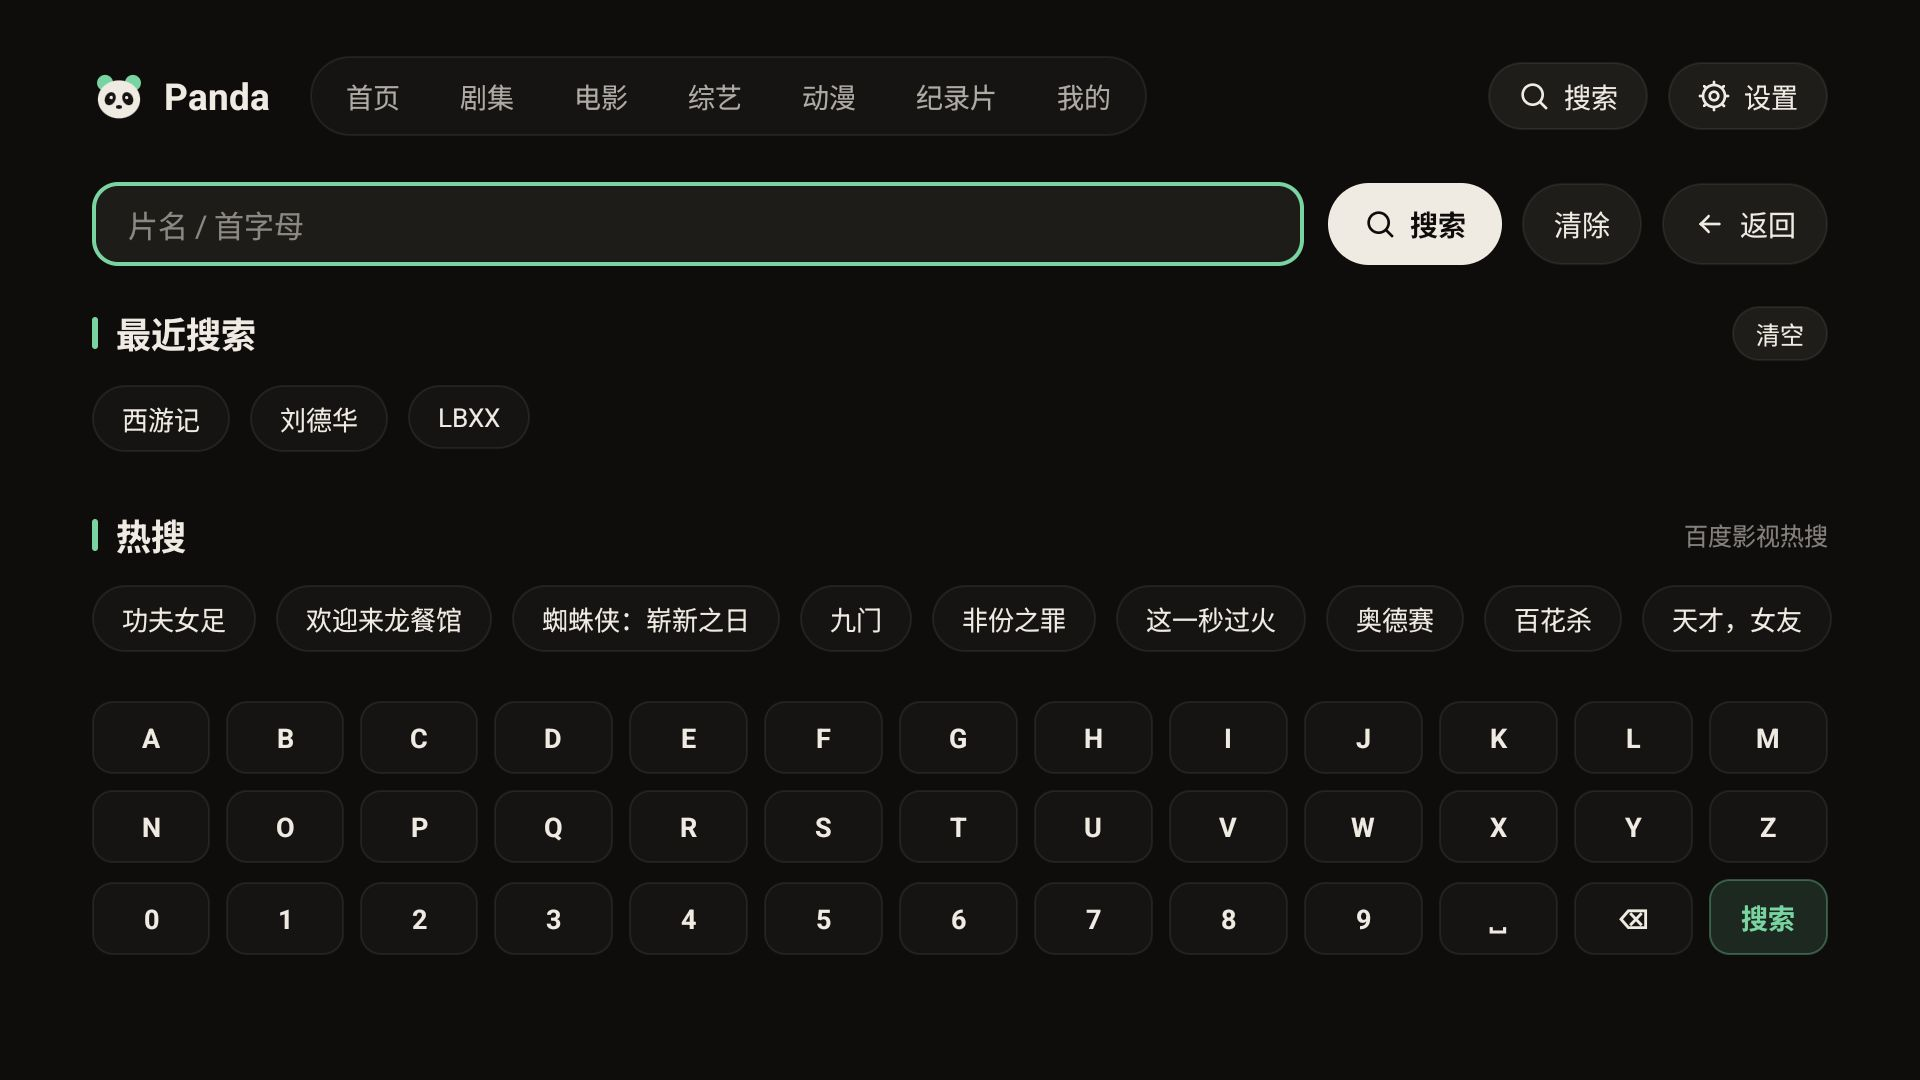 Panda 首页 剧集 电影 综艺 动漫 纪录片 我的 搜索 设置
片名 / 首字母 搜索 清除 返回
最近搜索 清空
西游记 刘德华 LBXX
热搜 百度影视热搜
功夫女足 欢迎来龙餐馆 蜘蛛侠：崭新之日 九门 非份之罪 这一秒过火 奥德赛 百花杀 天才，女友
A B C D E F G H I J K L M
N O P Q R S T U V W X Y Z
0 1 2 3 4 5 6 7 8 9 ␣ ⌫ 搜索